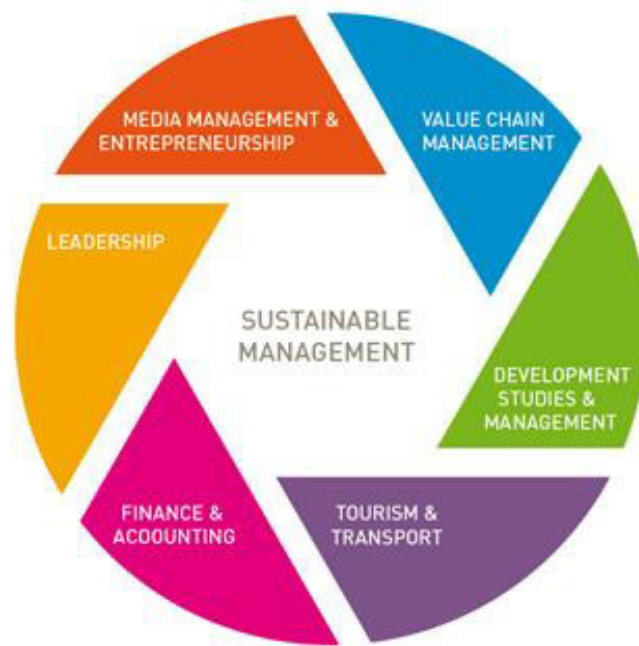 MEDIA MANAGEMENT &
ENTREPRENEURSHIP
VALUE CHAIN
MANAGEMENT
LEADERSHIP
SUSTAINABLE
MANAGEMENT
DEVELOPMENT
STUDIES &
MANAGEMENT
FINANCE &
ACOOUNTING
TOURISM &
TRANSPORT